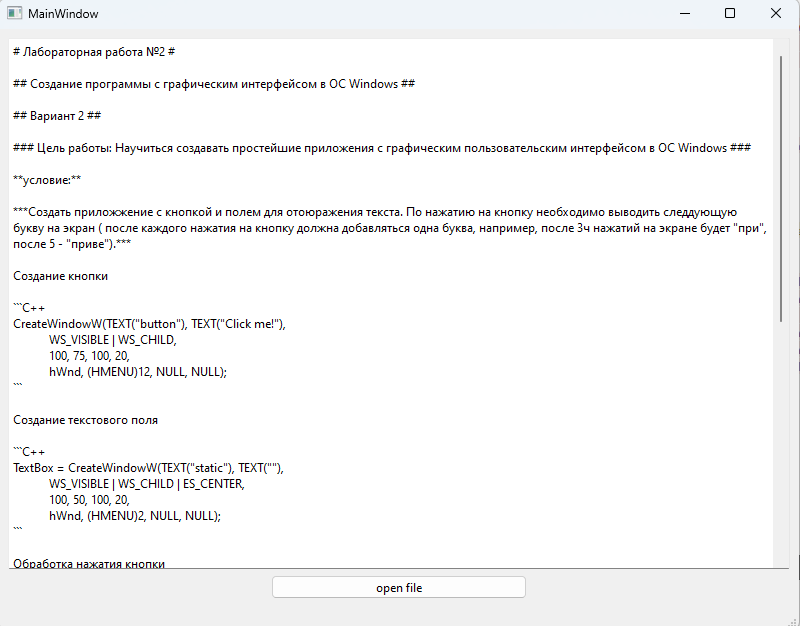 MainWindow
# Лабораторная работа №2 #
## Создание программы с графическим интерфейсом в ОС Windows ##
## Вариант 2 ##
### Цель работы: Научиться создавать простейшие приложения с графическим пользовательским интерфейсом в ОС Windows ###
**условие:**
***Создать приложжение с кнопкой и полем для отоюражения текста. По нажатию на кнопку необходимо выводить следдующую
букву на экран ( после каждого нажатия на кнопку должна добавляться одна буква, например, после 3ч нажатий на экране будет "при",
после 5 - "приве").***
Создание кнопки
```C++
CreateWindowW(TEXT("button"), TEXT("Click me!"),
WS_VISIBLE | WS_CHILD,
100, 75, 100, 20,
hWnd, (HMENU)12, NULL, NULL);
```
Создание текстового поля
```C++
TextBox = CreateWindowW(TEXT("static"), TEXT(""),
WS_VISIBLE | WS_CHILD | ES_CENTER,
100, 50, 100, 20,
hWnd, (HMENU)2, NULL, NULL);
```
Обработка нажатия кнопки
open file